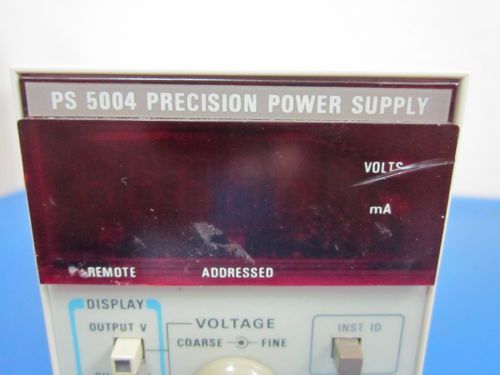 PS 5004 PRECISION POWER SUPPLY
VOLTS
mA
REMOTE ADDRESSED
DISPLAY
OUTPUT V
VOLTAGE
COARSE FINE
INST ID